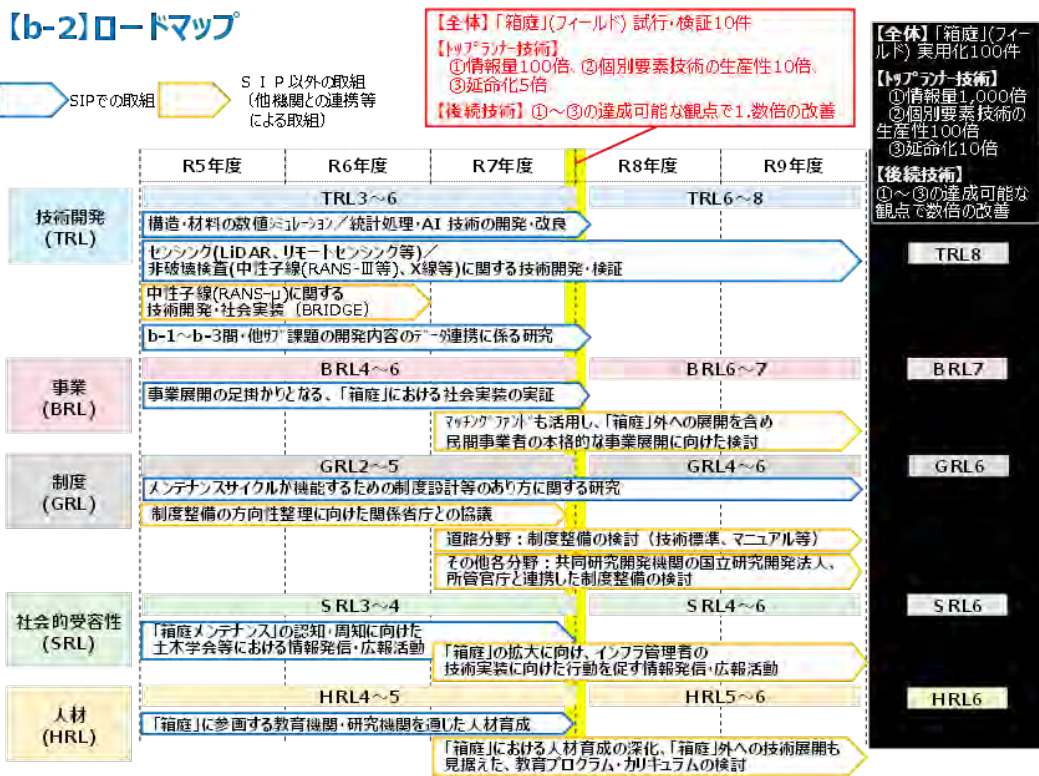 【b-2】ロードマップ
SIPでの取組
SIP以外の取組
(他機関との連携等
による取組)
【全体】「箱庭」(フィールド) 試行・検証10件
【トップランナー技術】
①情報量100倍、②個別要素技術の生産性10倍、
③延命化5倍
【後続技術】①～③の達成可能な観点で1.数倍の改善
【全体】「箱庭」(フィー
ルド) 実用化100件
【トップランナー技術】
①情報量1,000倍
②個別要素技術の
生産性100倍
③延命化10倍
【後続技術】
①～③の達成可能な
観点で数倍の改善
R5年度
R6年度
R7年度
R8年度
R9年度
技術開発
(TRL)
TRL3～6
TRL6～8
TRL8
構造・材料の数値シミュレーション／統計処理・AI 技術の開発・改良
センシング(LiDAR、リモートセンシング等)／
非破壊検査(中性子線(RANS-Ⅲ等)、X線等)に関する技術開発・検証
中性子線(RANS-μ)に関する
技術開発・社会実装（BRIDGE）
b-1～b-3間・他サブ課題の開発内容のデータ連携に係る研究
事業
(BRL)
BRL4～6
BRL6～7
BRL7
事業展開の足掛かりとなる、「箱庭」における社会実装の実証
マッチングファンドも活用し、「箱庭」外への展開を含め
民間事業者の本格的な事業展開に向けた検討
制度
(GRL)
GRL2～5
GRL4～6
GRL6
メンテナンスサイクルが機能するための制度設計等のあり方に関する研究
制度整備の方向性整理に向けた関係省庁との協議
道路分野：制度整備の検討（技術標準、マニュアル等）
その他各分野：共同研究開発機関の国立研究開発法人、
所管官庁と連携した制度整備の検討
社会的受容性
(SRL)
SRL3～4
SRL4～6
SRL6
「箱庭メンテナンス」の認知・周知に向けた
土木学会等における情報発信・広報活動
「箱庭」の拡大に向け、インフラ管理者の
技術実装に向けた行動を促す情報発信・広報活動
人材
(HRL)
HRL4～5
HRL5～6
HRL6
「箱庭」に参画する教育機関・研究機関を通じた人材育成
「箱庭」における人材育成の深化、「箱庭」外への技術展開も
見据えた、教育プログラム・カリキュラムの検討